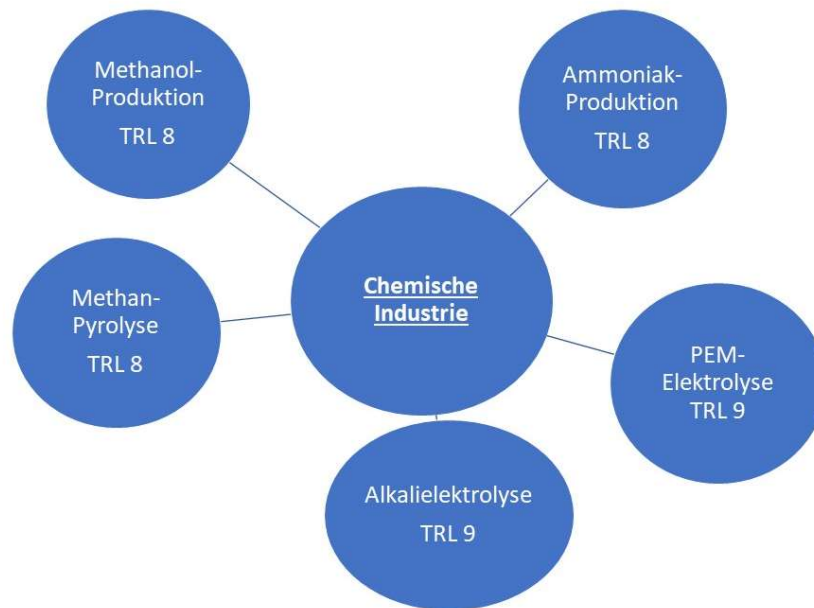 Methanol-
Produktion
TRL 8
Ammoniak-
Produktion
TRL 8
Chemische
Industrie
Methan-
Pyrolyse
TRL 8
PEM-
Elektrolyse
TRL 9
Alkalielektrolyse
TRL 9